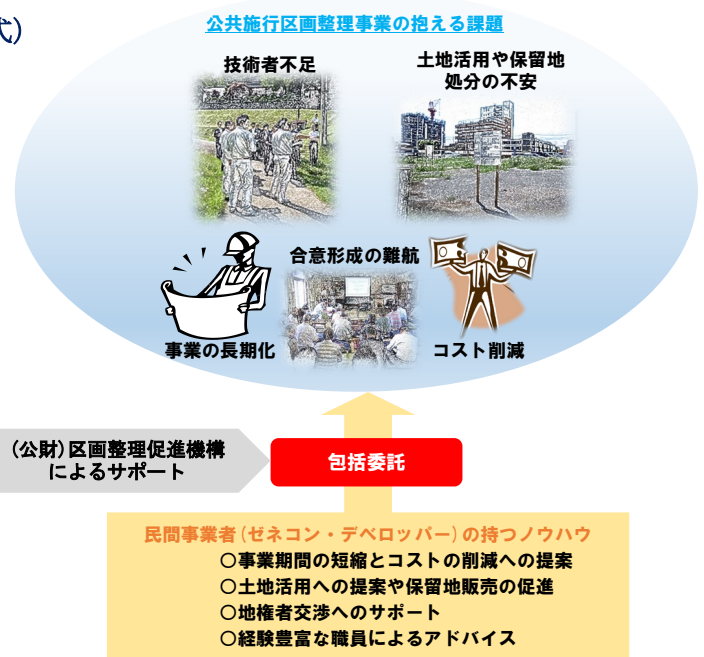 式)
公共施行区画整理事業の抱える課題
技術者不足
土地活用や保留地
処分の不安
合意形成の難航
事業の長期化
コスト削減
(公財)区画整理促進機構
によるサポート
包括委託
民間事業者(ゼネコン・デベロッパー)の持つノウハウ
○事業期間の短縮とコストの削減への提案
○土地活用への提案や保留地販売の促進
○地権者交渉へのサポート
○経験豊富な職員によるアドバイス